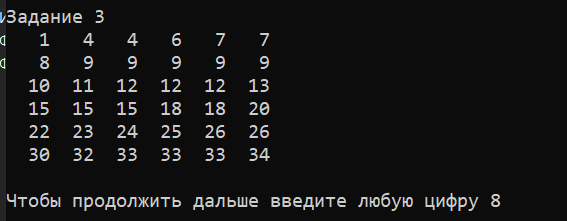 Задание 3
1 4 4 6 7 7
8 9 9 9 9 9
10 11 12 12 12 13
15 15 15 18 18 20
22 23 24 25 26 26
30 32 33 33 33 34
Чтобы продолжить дальше введите любую цифру 8